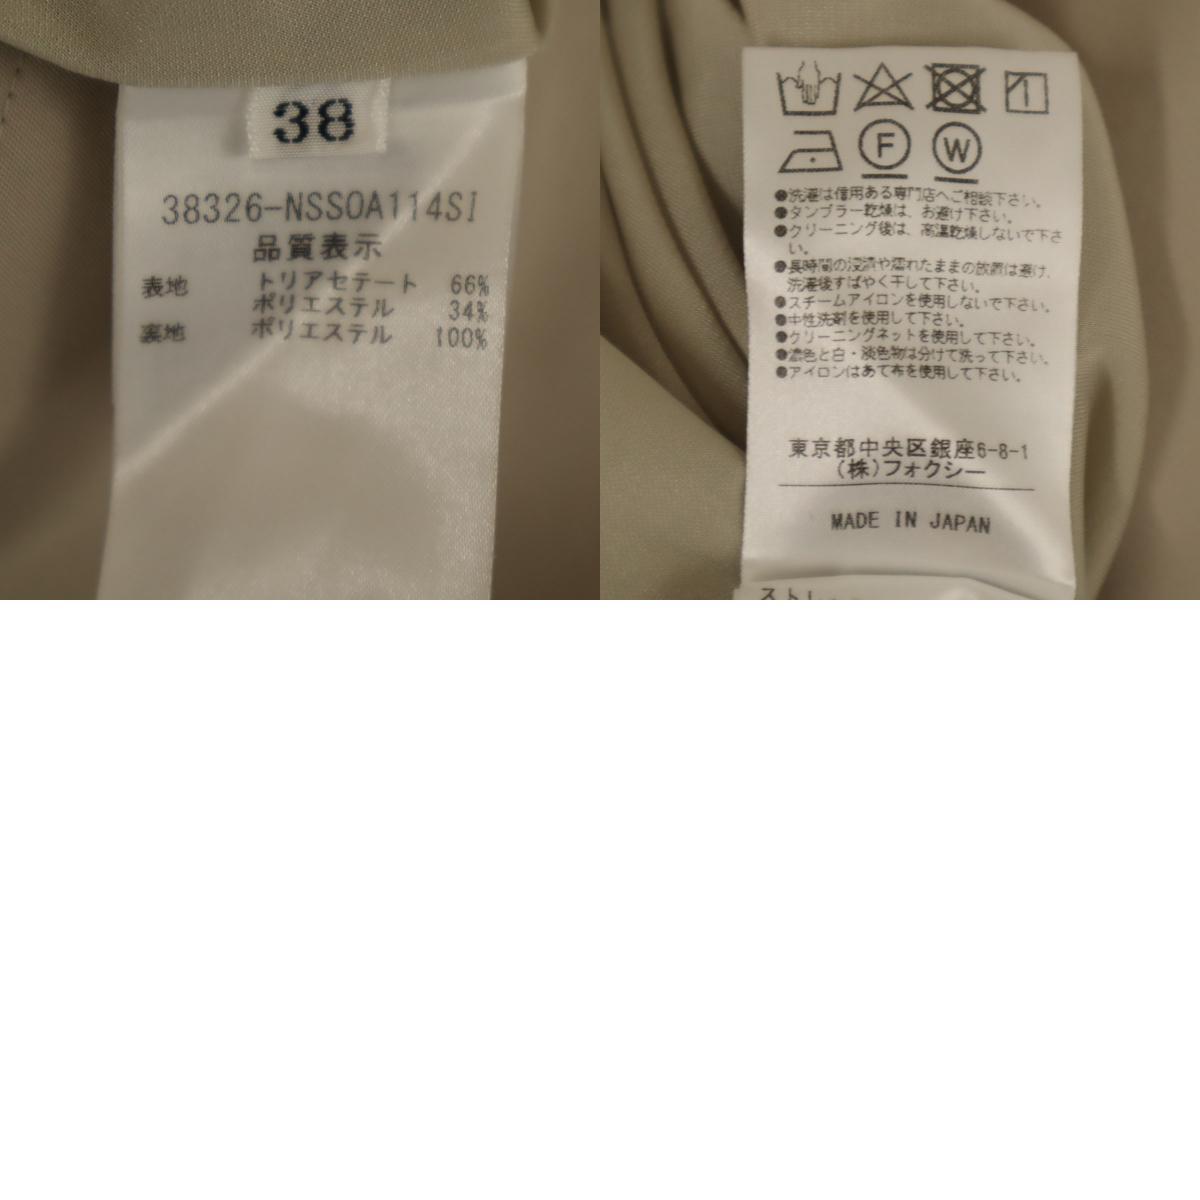 38
38326-NSSOA114SI
品質表示
表地 トリアセテート 66%
ポリエステル 34%
裏地 ポリエステル 100%
F W
●洗濯は信用ある専門店へご相談下さい。
●タンブラー乾燥は、お避け下さい。
●クリーニング後は、高温乾燥しないで下さ
い。
●長時間の浸漬や濡れたままの放置は避け、
洗濯後すばやく干して下さい。
●スチームアイロンを使用しないで下さい。
●中性洗剤を使用して下さい。
●クリーニングネットを使用して下さい。
●濃色と白・淡色物は分けて洗って下さい。
●アイロンはあて布を使用して下さい。
東京都中央区銀座6-8-1
(株)フォクシー
MADE IN JAPAN